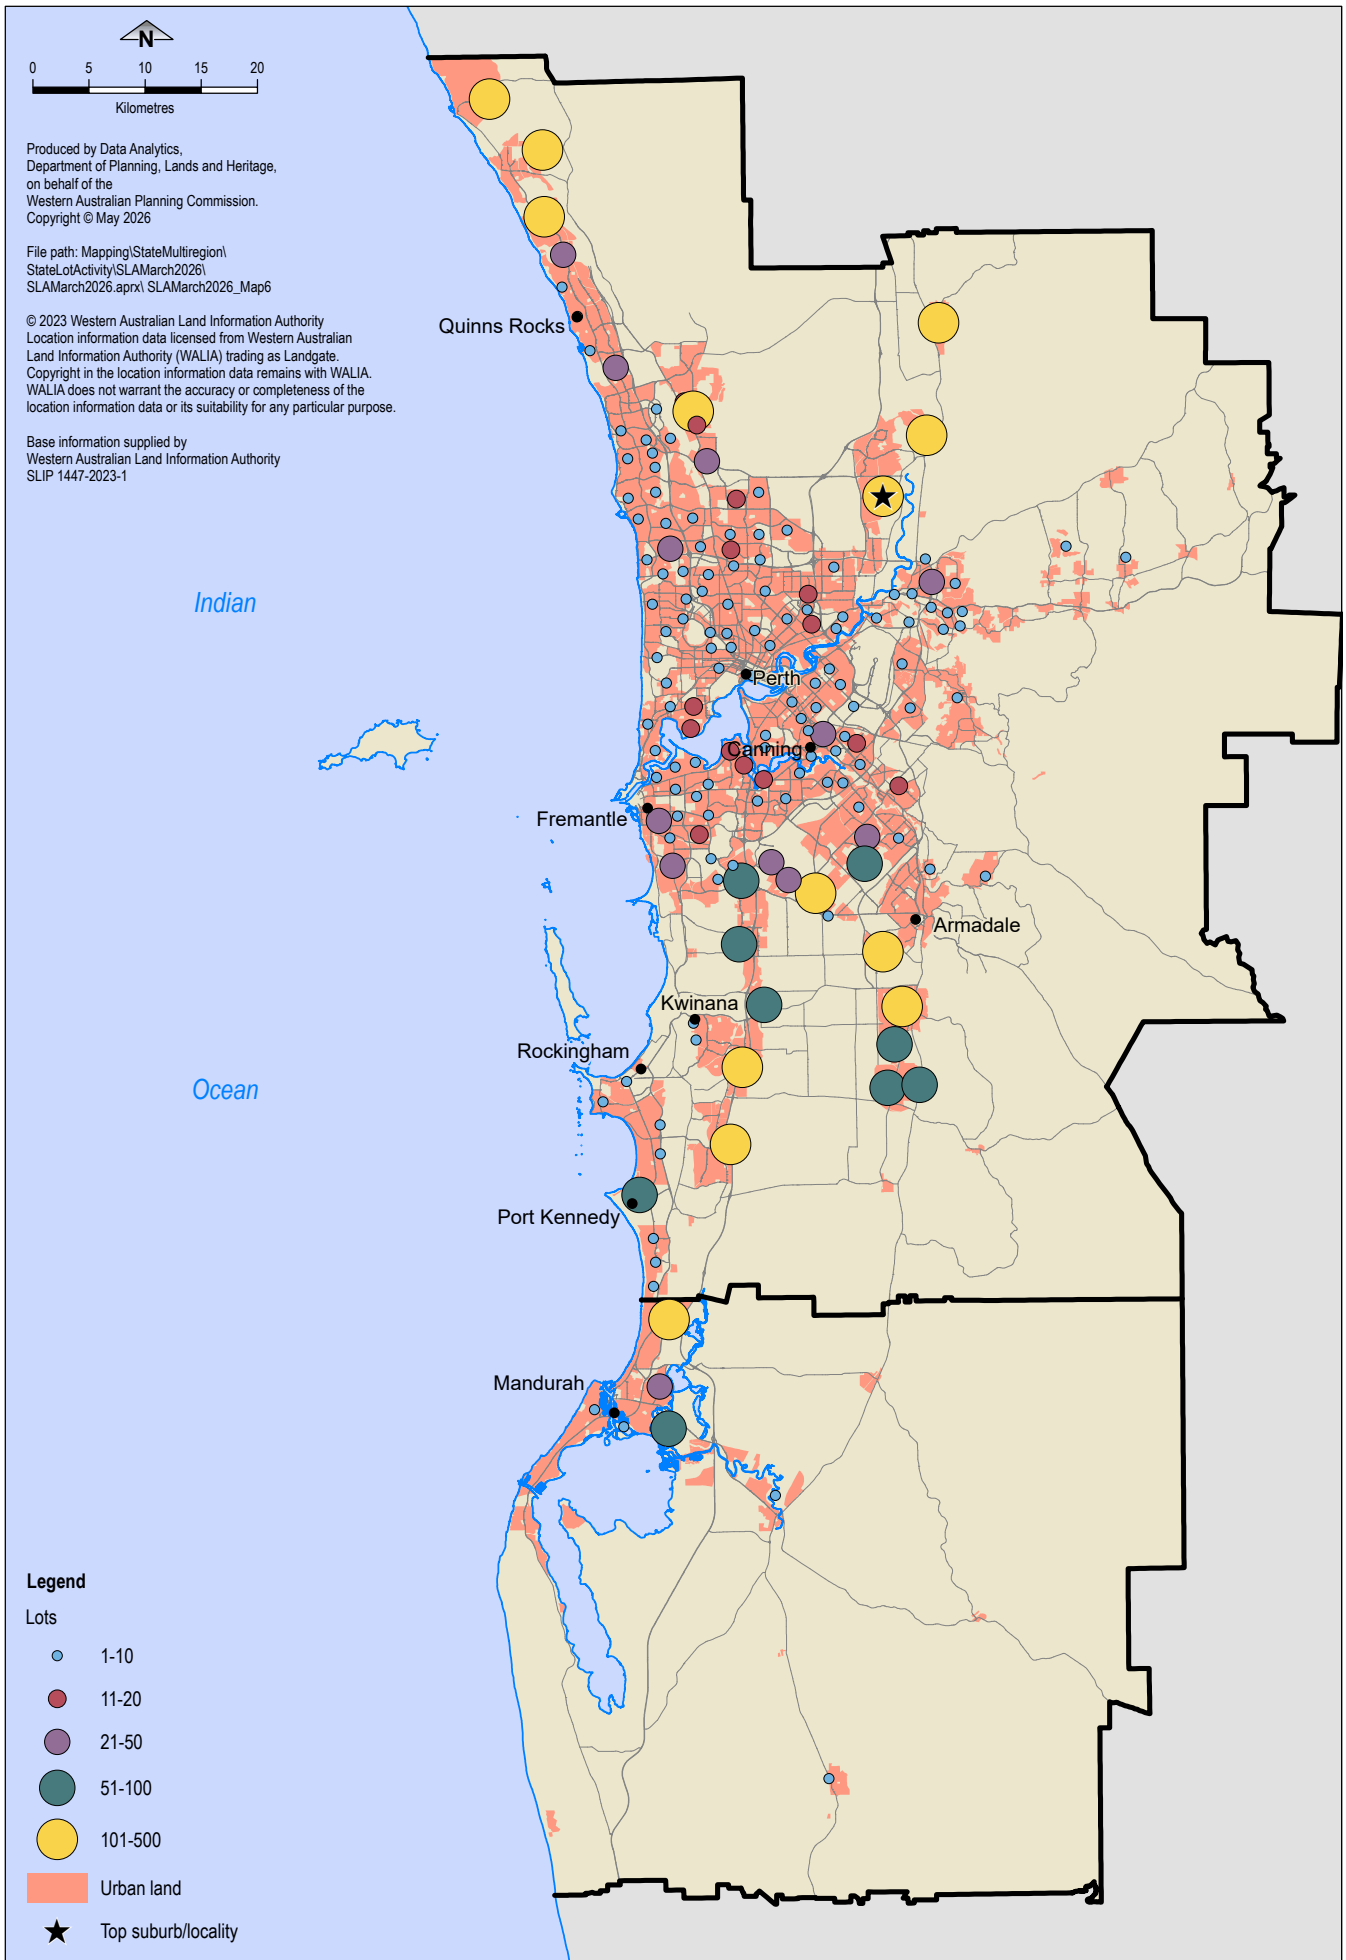 N
0 5 10 15 20
Kilometres
Produced by Data Analytics,
Department of Planning, Lands and Heritage,
on behalf of the
Western Australian Planning Commission.
Copyright © May 2026
File path: Mapping\StateMultiregion\
StateLotActivity\SLAMarch2026\
SLAMarch2026.aprx\ SLAMarch2026_Map6
© 2023 Western Australian Land Information Authority
Location information data licensed from Western Australian
Land Information Authority (WALIA) trading as Landgate.
Copyright in the location information data remains with WALIA.
WALIA does not warrant the accuracy or completeness of the
location information data or its suitability for any particular purpose.
Base information supplied by
Western Australian Land Information Authority
SLIP 1447-2023-1
Quinns Rocks
Indian
Perth
Canning
Fremantle
Armadale
Kwinana
Rockingham
Ocean
Port Kennedy
Mandurah
Legend
Lots
1-10
11-20
21-50
51-100
101-500
Urban land
Top suburb/locality